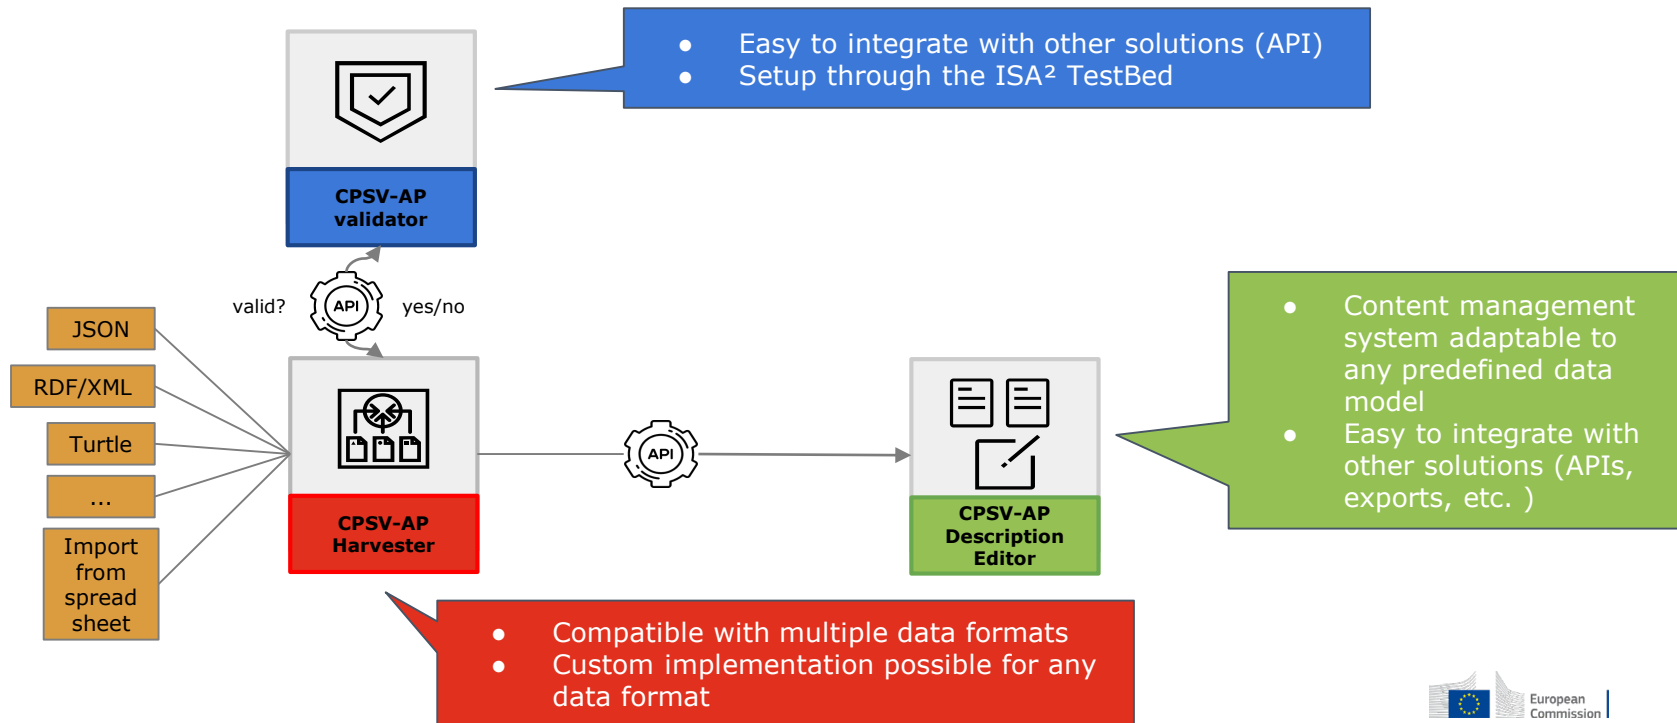 ● Easy to integrate with other solutions (API)
● Setup through the ISA² TestBed
CPSV-AP
validator
valid?
API
yes/no
JSON
RDF/XML
Turtle
...
Import
from
spread
sheet
CPSV-AP
Harvester
API
CPSV-AP
Description
Editor
● Content management
system adaptable to
any predefined data
model
● Easy to integrate with
other solutions (APIs,
exports, etc. )
● Compatible with multiple data formats
● Custom implementation possible for any
data format
European
Commission